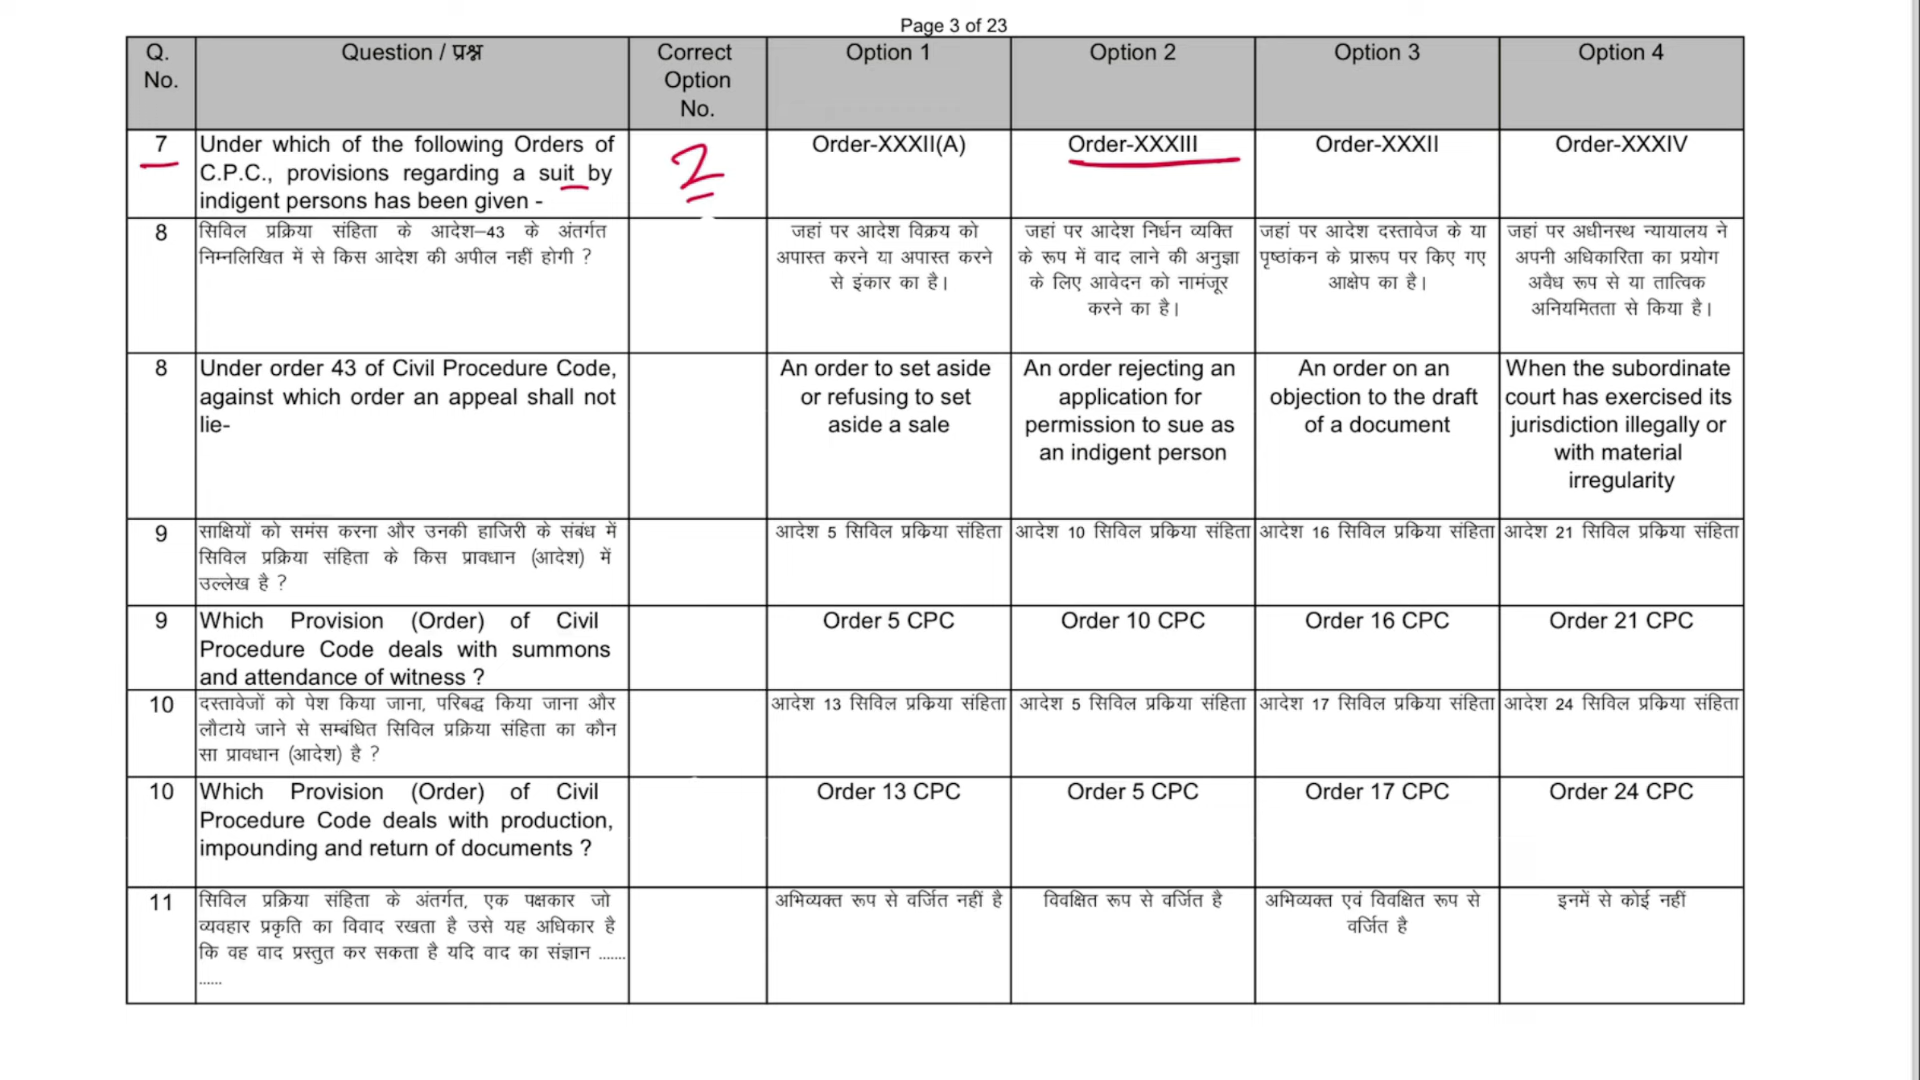 Page 3 of 23
Q. No.
Question / प्रश्न
Correct Option No.
Option 1
Option 2
Option 3
Option 4
7
Under which of the following Orders of
C.P.C., provisions regarding a suit by
indigent persons has been given -
2
Order-XXXII(A)
Order-XXXIII
Order-XXXII
Order-XXXIV
8
सिविल प्रक्रिया संहिता के आदेश–43 के अंतर्गत
निम्नलिखित में से किस आदेश की अपील नहीं होगी ?
जहां पर आदेश विक्रय को
अपास्त करने या अपास्त करने
से इंकार का है।
जहां पर आदेश निर्धन व्यक्ति
के रूप में वाद लाने की अनुज्ञा
के लिए आवेदन को नामंजूर
करने का है।
जहां पर आदेश दस्तावेज के या
पृष्ठांकन के प्रारूप पर किए गए
आक्षेप का है।
जहां पर अधीनस्थ न्यायालय ने
अपनी अधिकारिता का प्रयोग
अवैध रूप से या तात्विक
अनियमितता से किया है।
8
Under order 43 of Civil Procedure Code,
against which order an appeal shall not
lie-
An order to set aside
or refusing to set
aside a sale
An order rejecting an
application for
permission to sue as
an indigent person
An order on an
objection to the draft
of a document
When the subordinate
court has exercised its
jurisdiction illegally or
with material
irregularity
9
साक्षियों को समंस करना और उनकी हाजिरी के संबंध में
सिविल प्रक्रिया संहिता के किस प्रावधान (आदेश) में
उल्लेख है ?
आदेश 5 सिविल प्रक्रिया संहिता
आदेश 10 सिविल प्रक्रिया संहिता
आदेश 16 सिविल प्रक्रिया संहिता
आदेश 21 सिविल प्रक्रिया संहिता
9
Which Provision (Order) of Civil
Procedure Code deals with summons
and attendance of witness ?
Order 5 CPC
Order 10 CPC
Order 16 CPC
Order 21 CPC
10
दस्तावेजों को पेश किया जाना, परिबद्ध किया जाना और
लौटाये जाने से सम्बंधित सिविल प्रक्रिया संहिता का कौन
सा प्रावधान (आदेश) है ?
आदेश 13 सिविल प्रक्रिया संहिता
आदेश 5 सिविल प्रक्रिया संहिता
आदेश 17 सिविल प्रक्रिया संहिता
आदेश 24 सिविल प्रक्रिया संहिता
10
Which Provision (Order) of Civil
Procedure Code deals with production,
impounding and return of documents ?
Order 13 CPC
Order 5 CPC
Order 17 CPC
Order 24 CPC
11
सिविल प्रक्रिया संहिता के अंतर्गत, एक पक्षकार जो
व्यवहार प्रकृति का विवाद रखता है उसे यह अधिकार है
कि वह वाद प्रस्तुत कर सकता है यदि वाद का संज्ञान .......
......
अभिव्यक्त रूप से वर्जित नहीं है
विवक्षित रूप से वर्जित है
अभिव्यक्त एवं विवक्षित रूप से
वर्जित है
इनमें से कोई नहीं